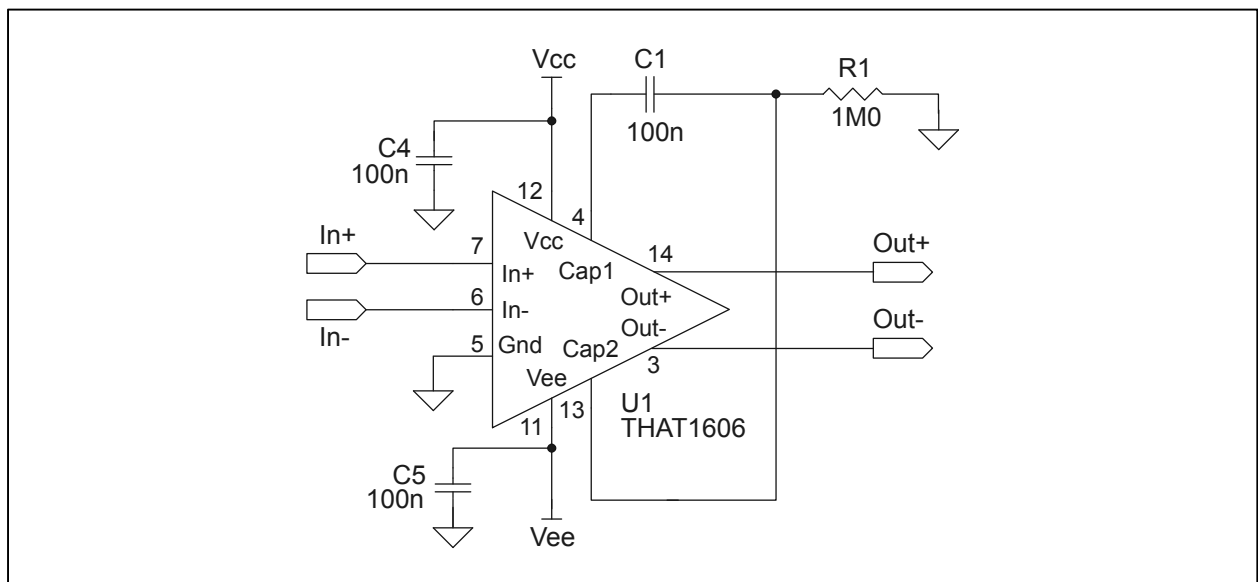 Vcc
C1
R1
100n
1M0
C4
100n
12
4
In+
7
Vcc
14
Out+
In+
Cap1
6
In-
Out+
In-
Out-
Out-
5
Gnd
Cap2
3
Vee
13
U1
11
THAT1606
C5
100n
Vee